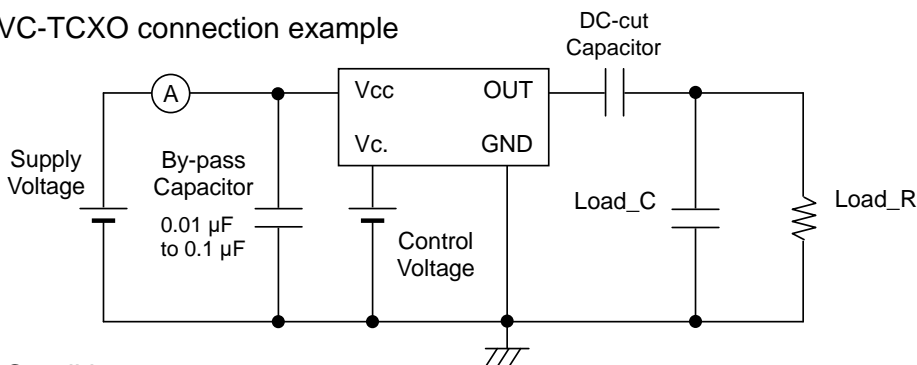 VC-TCXO connection example
DC-cut
Capacitor
A
Vcc
OUT
Vc.
GND
Supply
Voltage
By-pass
Capacitor
0.01 µF
to 0.1 µF
Control
Voltage
Load_C
Load_R